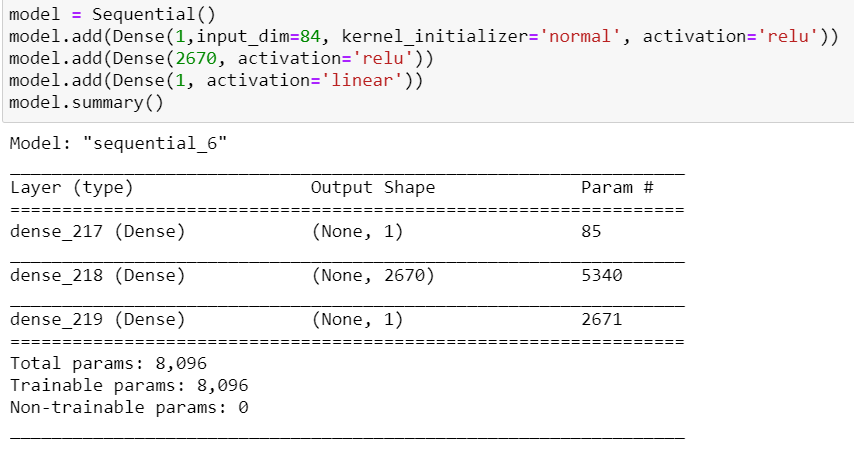 model = Sequential()
model.add(Dense(1,input_dim=84, kernel_initializer='normal', activation='relu'))
model.add(Dense(2670, activation='relu'))
model.add(Dense(1, activation='linear'))
model.summary()
Model: "sequential_6"
_________________________________________________________________
Layer (type)                 Output Shape              Param #
=================================================================
dense_217 (Dense)            (None, 1)                 85
_________________________________________________________________
dense_218 (Dense)            (None, 2670)              5340
_________________________________________________________________
dense_219 (Dense)            (None, 1)                 2671
=================================================================
Total params: 8,096
Trainable params: 8,096
Non-trainable params: 0
_________________________________________________________________